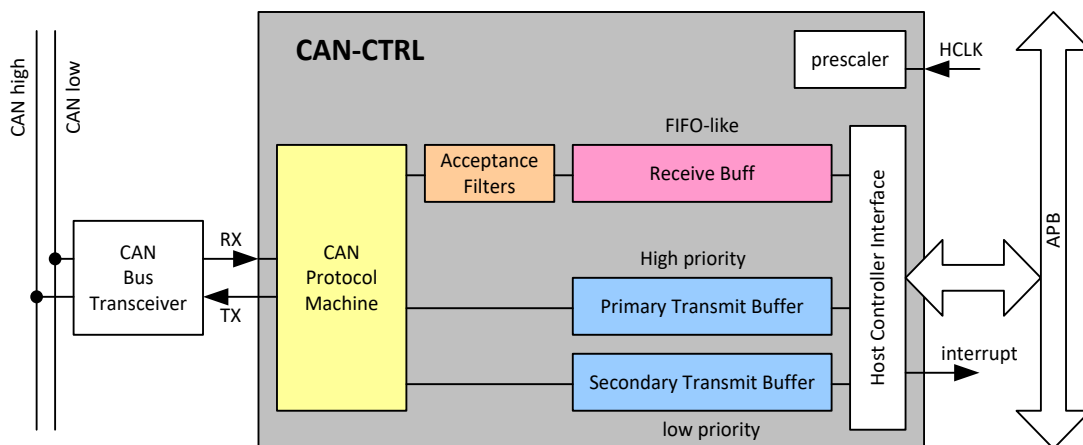 CAN-CTRL
prescaler
HCLK
CAN high
CAN low
FIFO-like
Acceptance
Filters
Receive Buff
RX
CAN
Bus
Transceiver
TX
CAN
Protocol
Machine
High priority
Primary Transmit Buffer
Secondary Transmit Buffer
low priority
Host Controller Interface
interrupt
APB